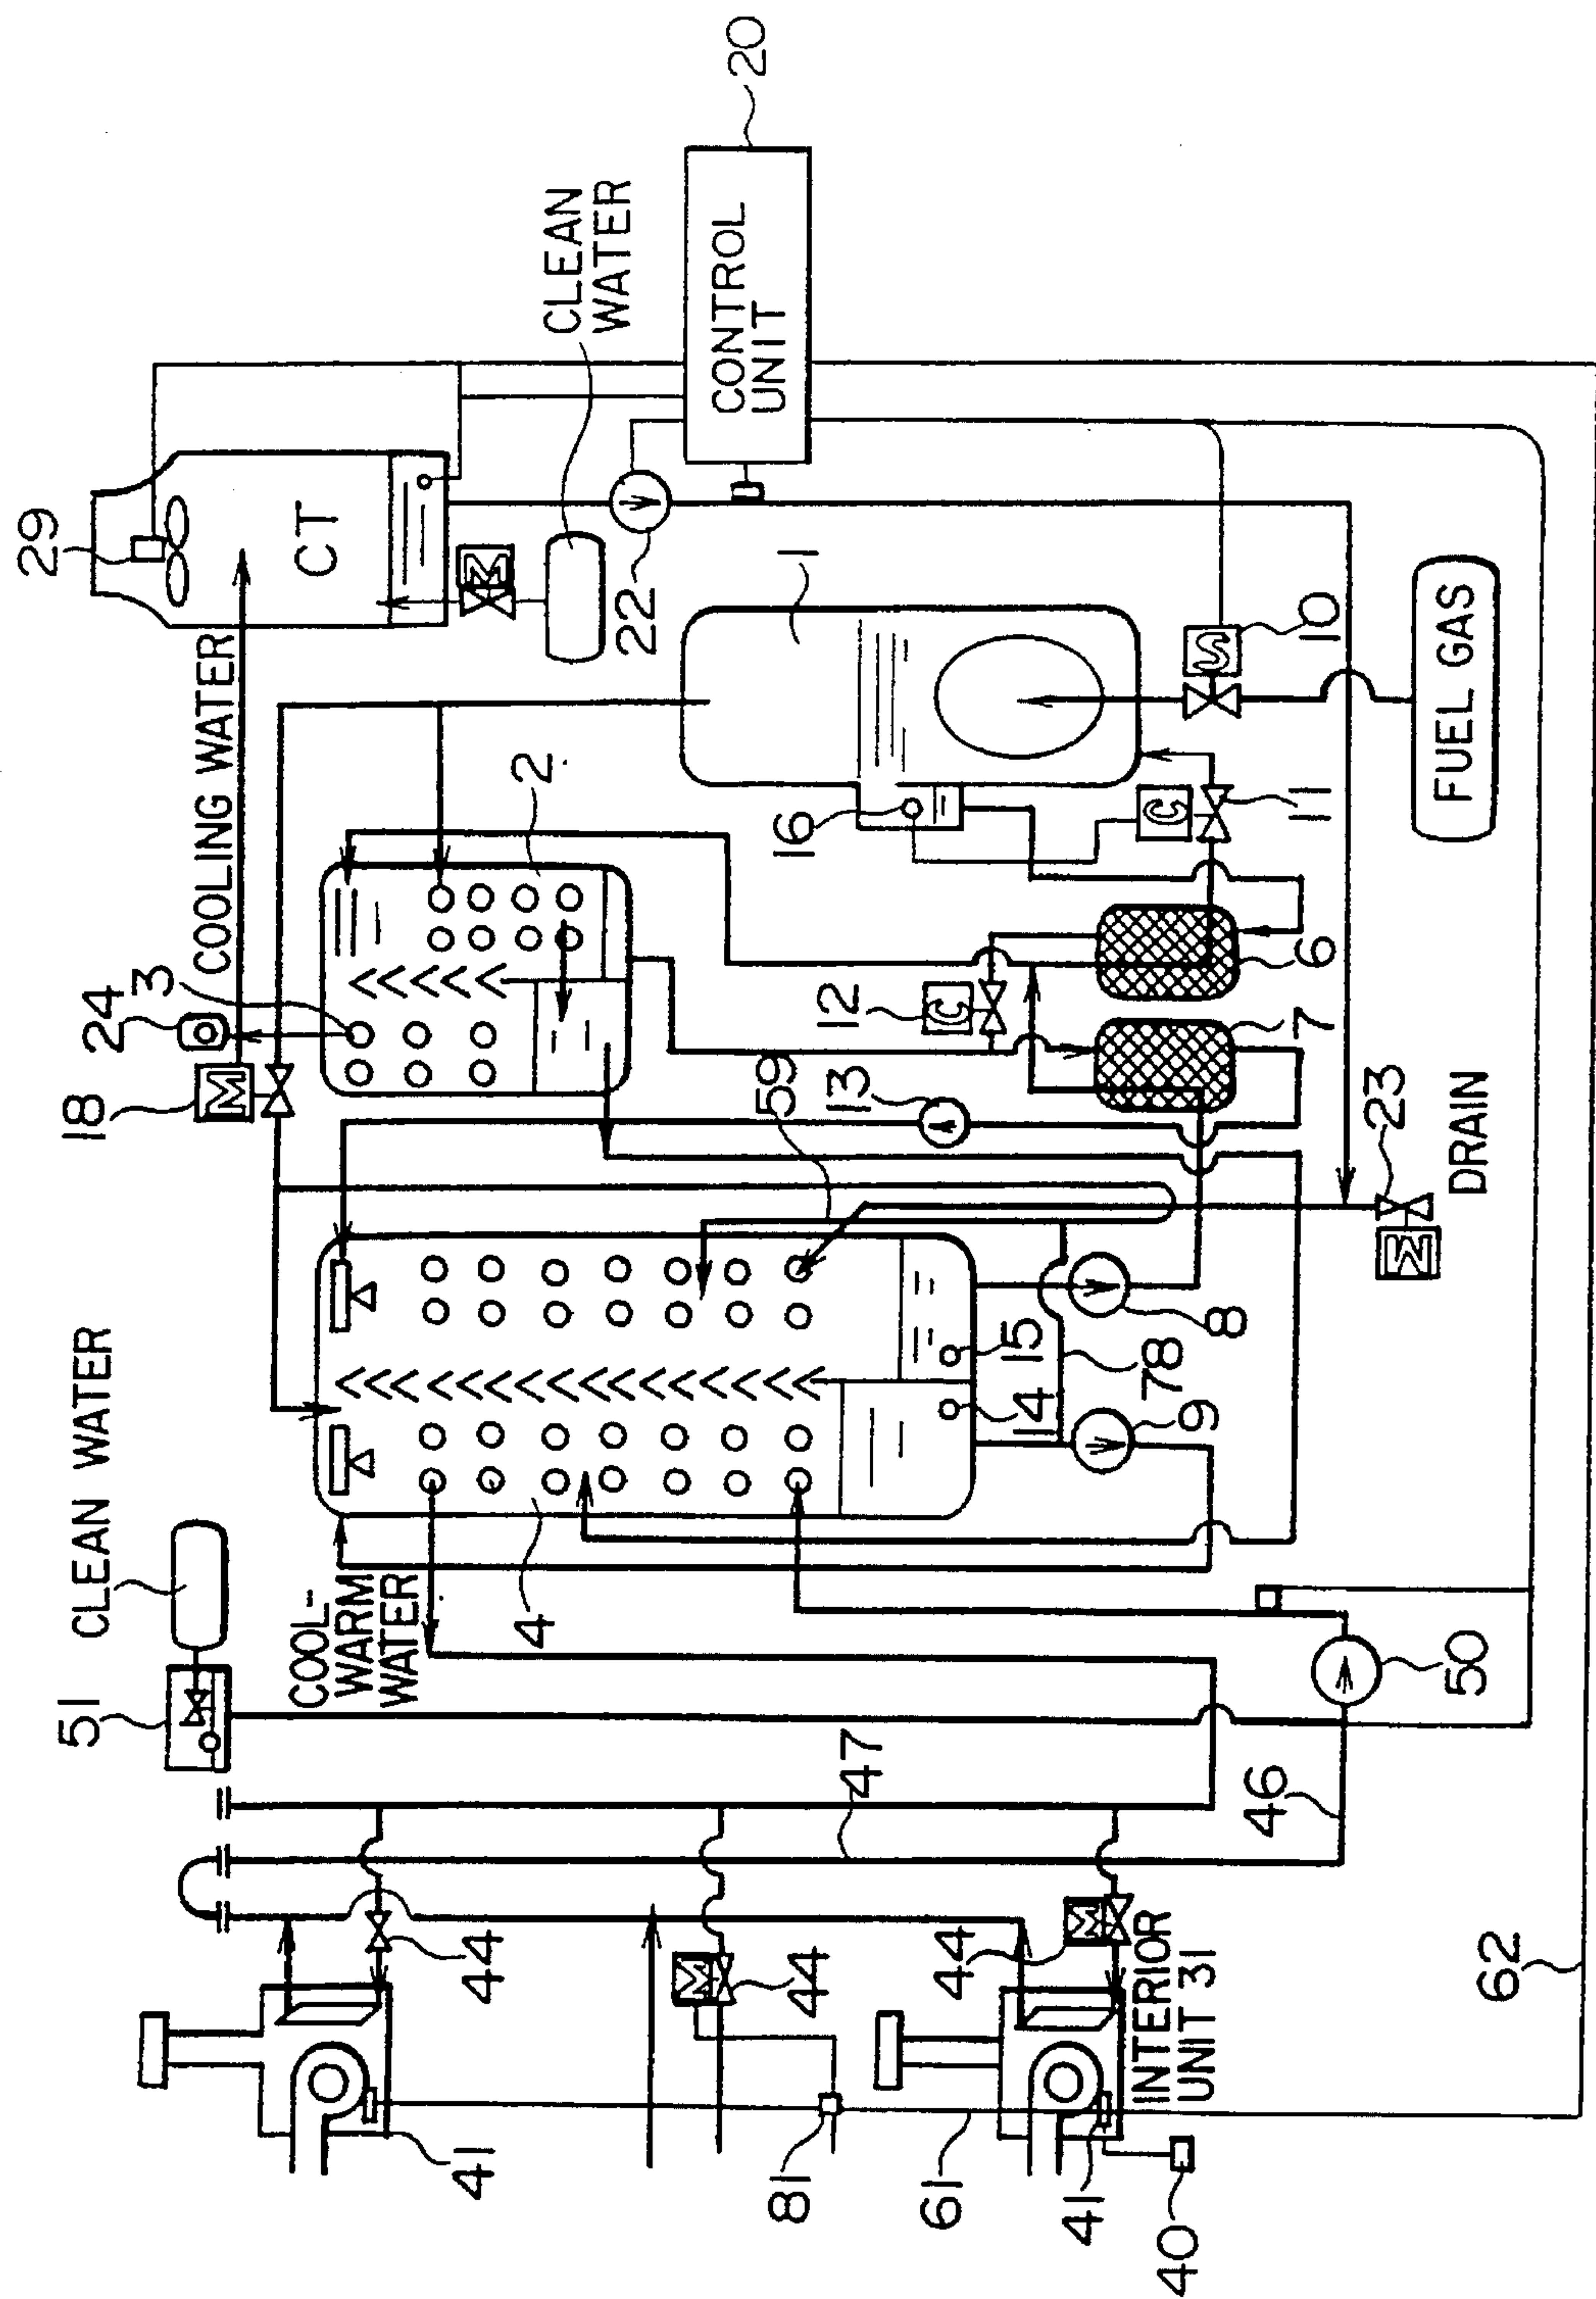 29
51
CLEAN WATER
18
24
3
M
COOLING WATER
COOL-
WARM
WATER
CT
41
44
M
4
2
CLEAN
WATER
22
M
44
CONTROL
UNIT
20
81
59
16
1
47
13
12
C
61
44
14
15
M
41
INTERIOR
UNIT 31
78
C
40
9
8
S
46
7
6
11
10
23
M
50
DRAIN
FUEL GAS
62